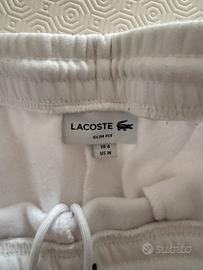 LACOSTE
SLIM FIT
FR 4
US M
subito